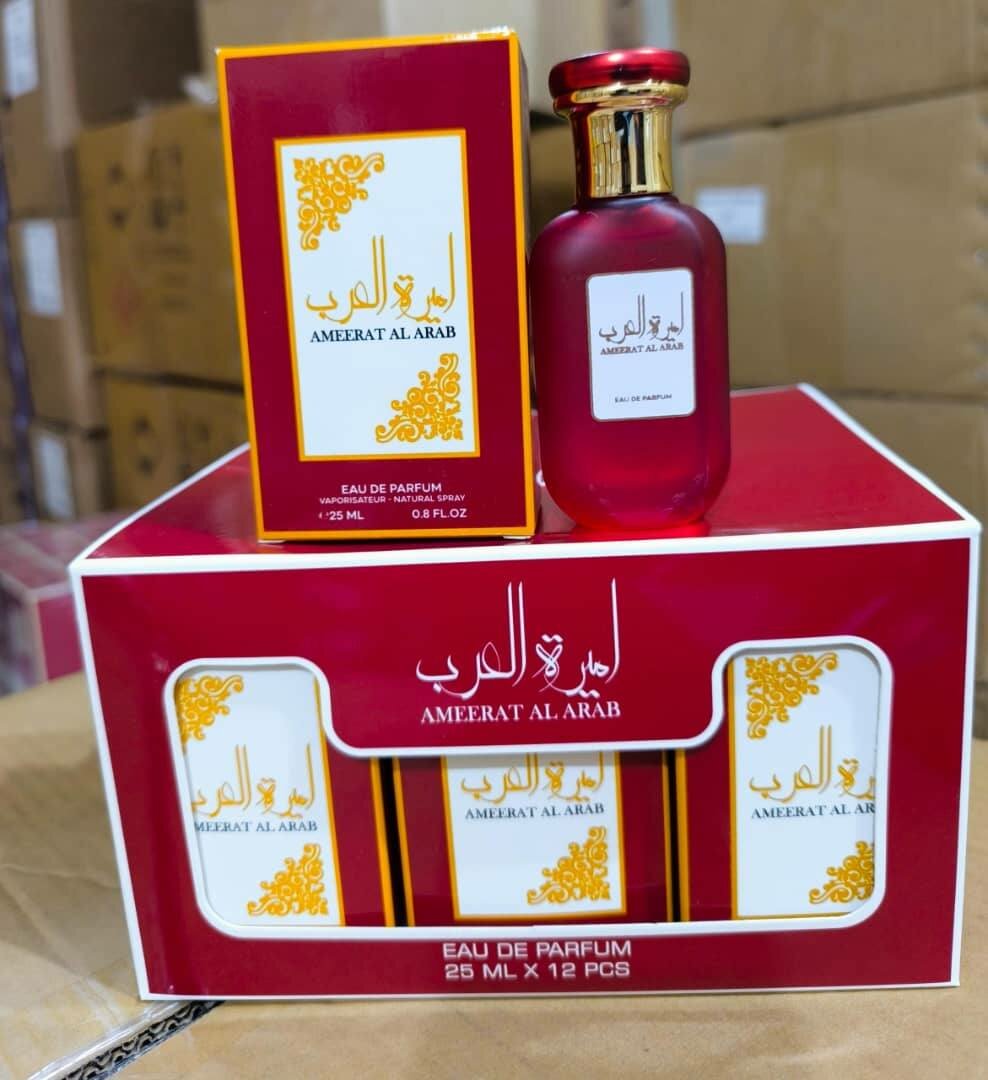 اميرة العرب
AMEERAT AL ARAB
EAU DE PARFUM
VAPORISATEUR - NATURAL SPRAY
25 ML 0.8 FL.OZ
اميرة العرب
AMEERAT AL ARAB
EAU DE PARFUM
اميرة العرب
AMEERAT AL ARAB
اميرة العرب
MEERAT AL ARAB
اميرة العرب
AMEERAT AL ARAB
اميرة العرب
AMEERAT AL AR
EAU DE PARFUM
25 ML X 12 PCS